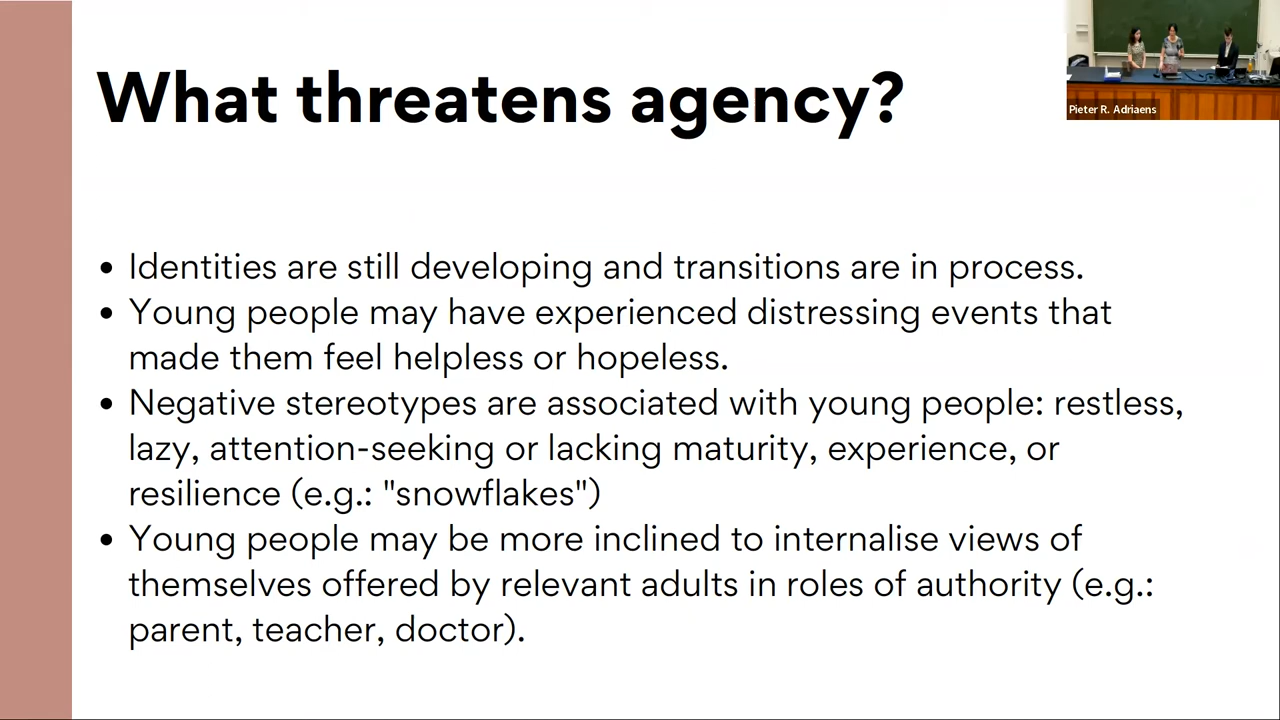 What threatens agency?
Pieter R. Adriaens
• Identities are still developing and transitions are in process.
• Young people may have experienced distressing events that
made them feel helpless or hopeless.
• Negative stereotypes are associated with young people: restless,
lazy, attention-seeking or lacking maturity, experience, or
resilience (e.g.: "snowflakes")
• Young people may be more inclined to internalise views of
themselves offered by relevant adults in roles of authority (e.g.:
parent, teacher, doctor).